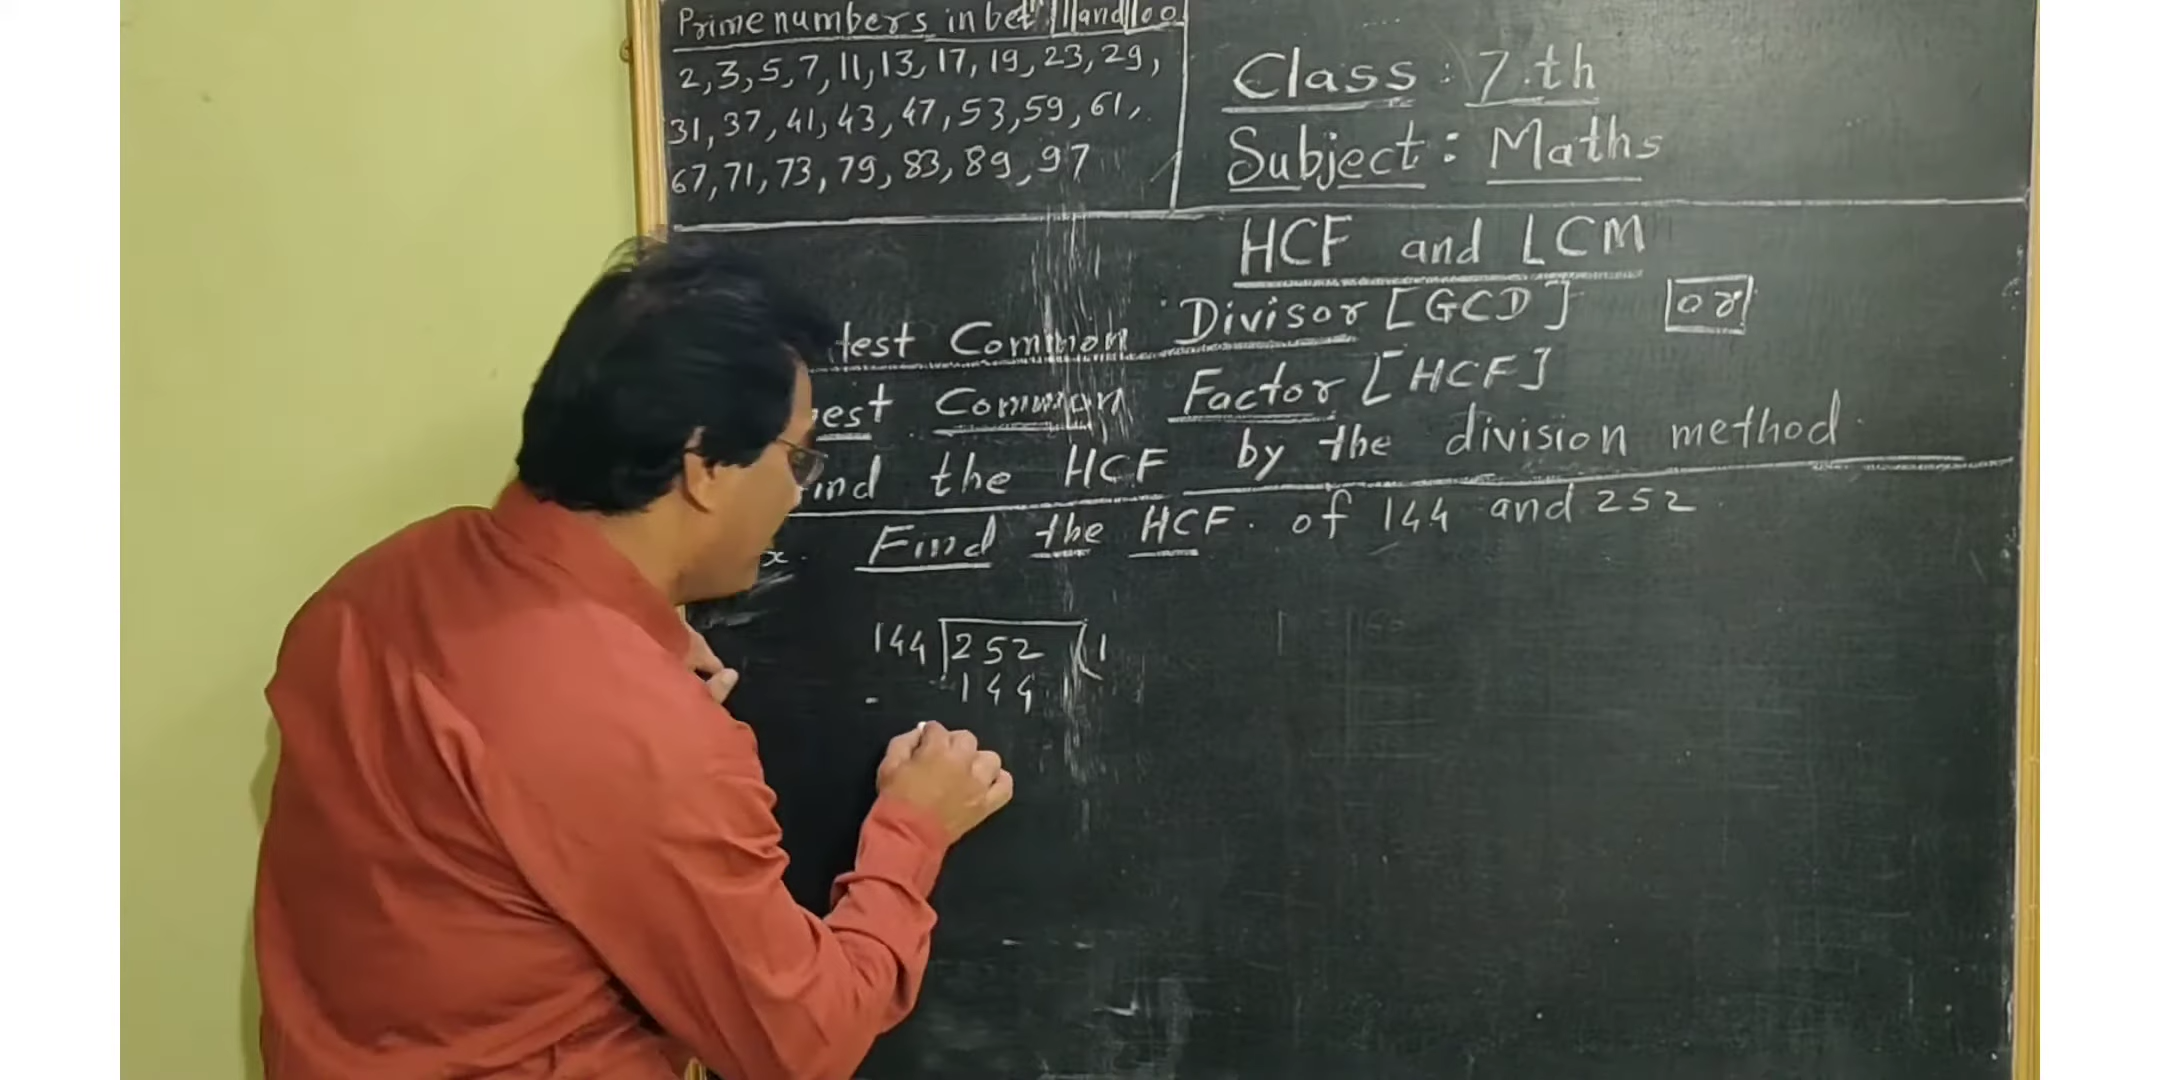 Prime numbers in betn 1 and 100
2, 3, 5, 7, 11, 13, 17, 19, 23, 29,
31, 37, 41, 43, 47, 53, 59, 61,
67, 71, 73, 79, 83, 89, 97
Class : 7.th
Subject : Maths
HCF and LCM
test Common Divisor [GCD] or
est Common Factor [HCF]
ind the HCF by the division method.
x. Find the HCF. of 144 and 252.
144 252 1
- 144